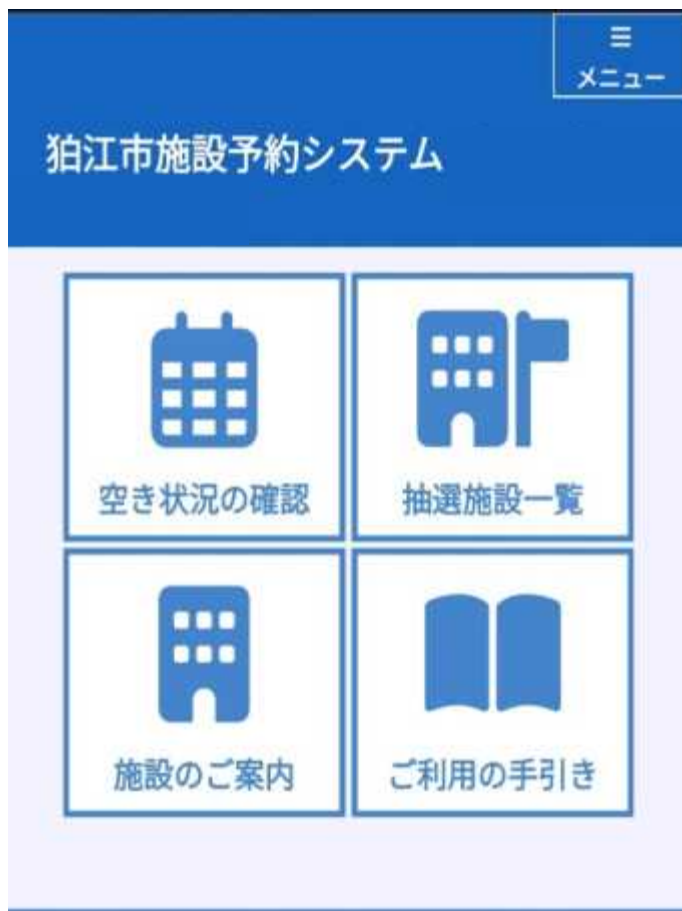 メニュー
狛江市施設予約システム
空き状況の確認
抽選施設一覧
施設のご案内
ご利用の手引き